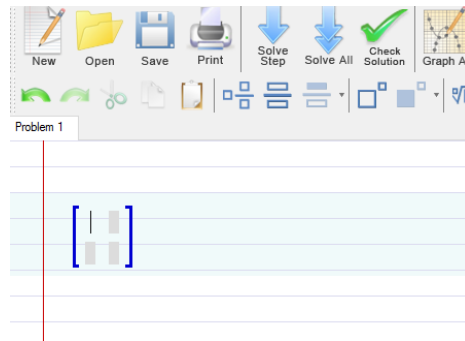 New Open Save Print Solve Step Solve All Check Solution Graph A
Problem 1